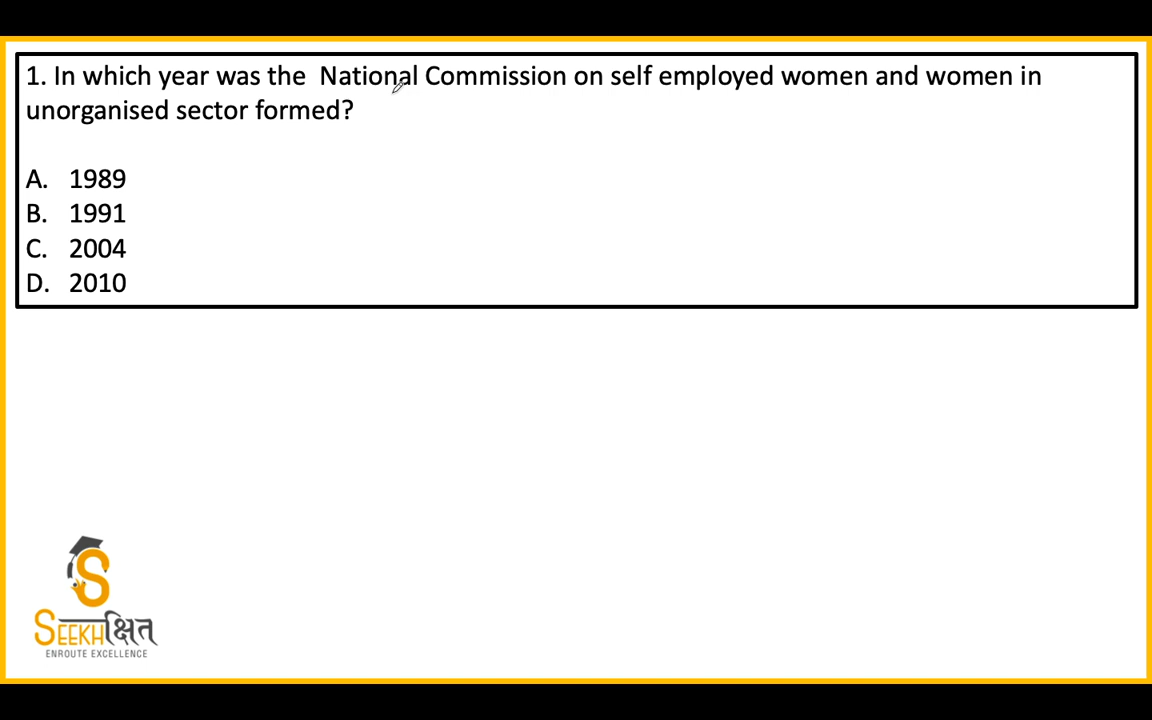 1. In which year was the National Commission on self employed women and women in
unorganised sector formed?
A. 1989
B. 1991
C. 2004
D. 2010
S
SEEKHक्षित
ENROUTE EXCELLENCE